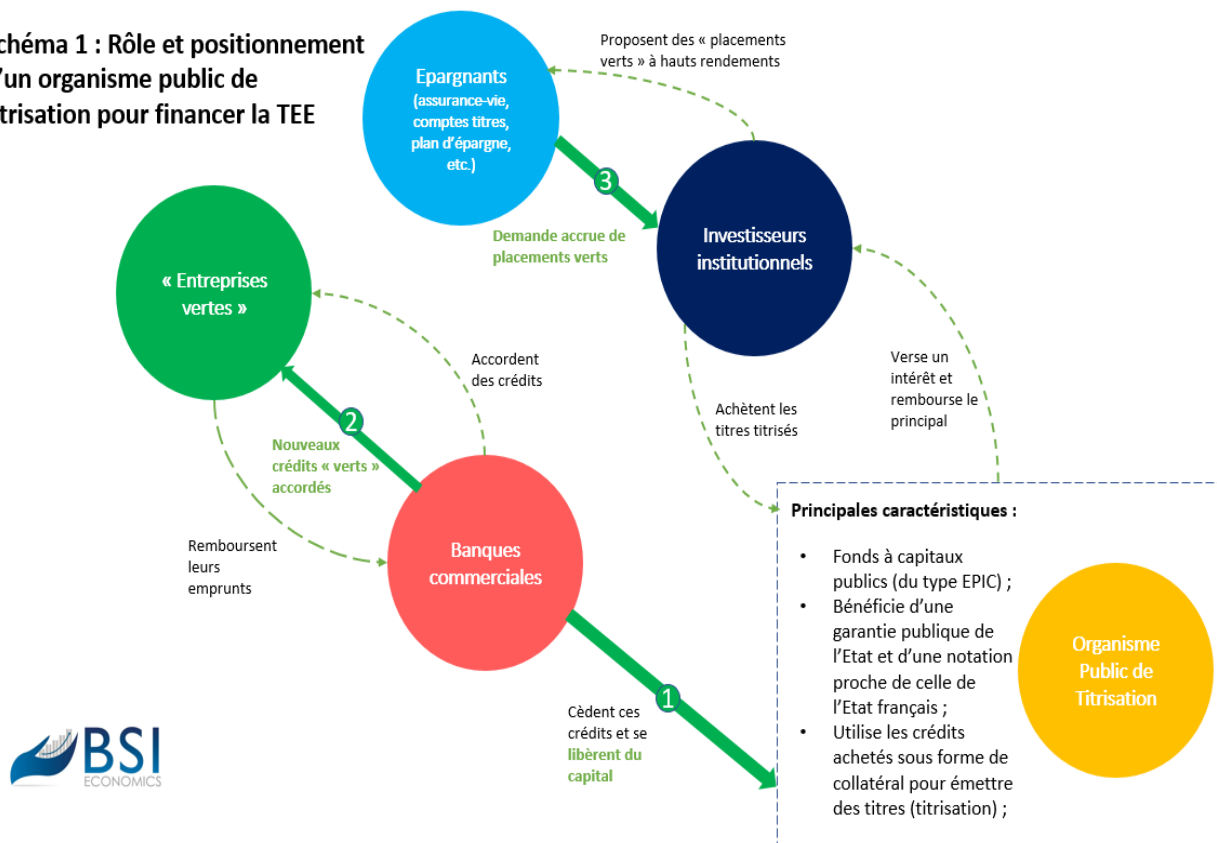 chéma 1 : Rôle et positionnement
'un organisme public de
itrisation pour financer la TEE
Proposent des « placements
verts » à hauts rendements
Epargnants
(assurance-vie,
comptes titres,
plan d'épargne,
etc.)
3
Demande accrue de
placements verts
Investisseurs
institutionnels
« Entreprises
vertes »
Accordent
des crédits
Verse un
intérêt et
rembourse le
principal
Achètent les
titres titrisés
2
Nouveaux
crédits « verts »
accordés
Remboursent
leurs
emprunts
Banques
commerciales
1
Cèdent ces
crédits et se
libèrent du
capital
Principales caractéristiques :
• Fonds à capitaux
publics (du type EPIC) ;
• Bénéficie d'une
garantie publique de
l'Etat et d'une notation
proche de celle de
l'Etat français ;
• Utilise les crédits
achetés sous forme de
collatéral pour émettre
des titres (titrisation) ;
Organisme
Public de
Titrisation
BSI
ECONOMICS